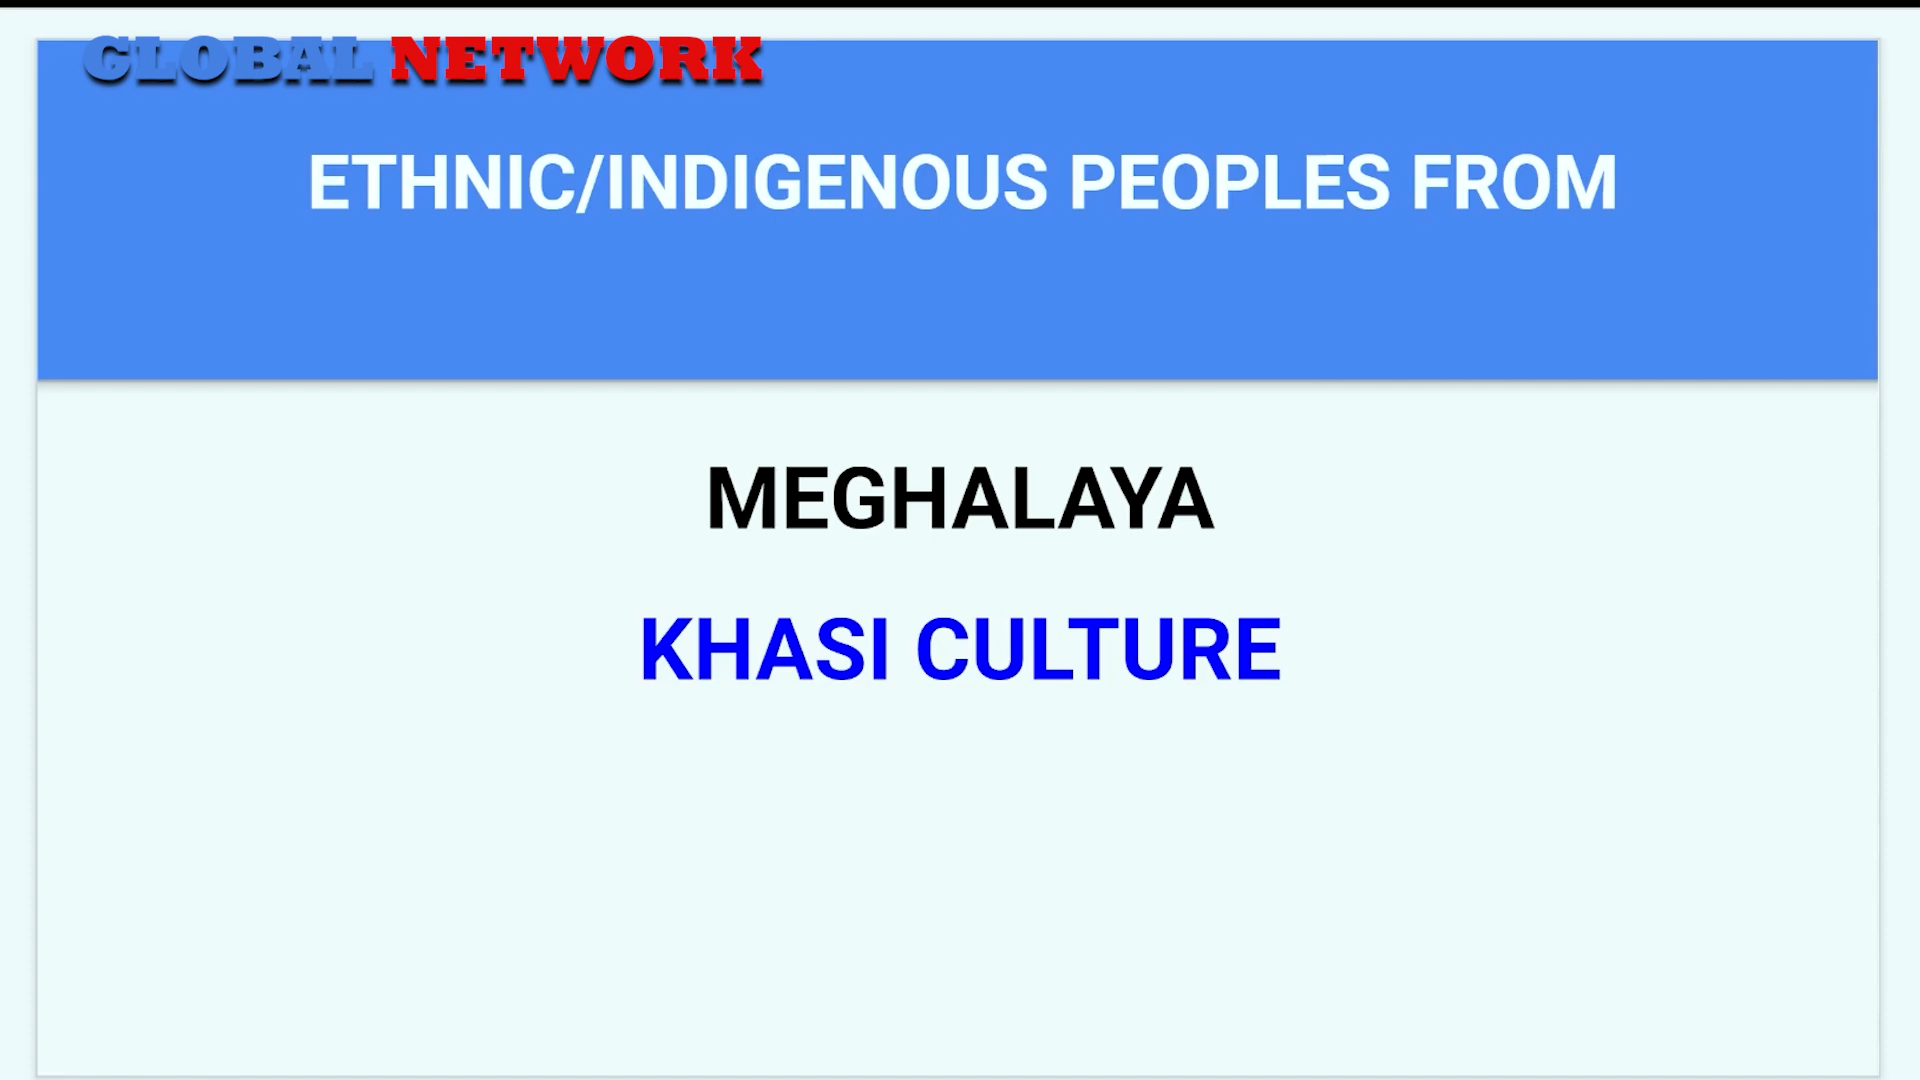 GLOBAL NETWORK
ETHNIC/INDIGENOUS PEOPLES FROM
MEGHALAYA
KHASI CULTURE